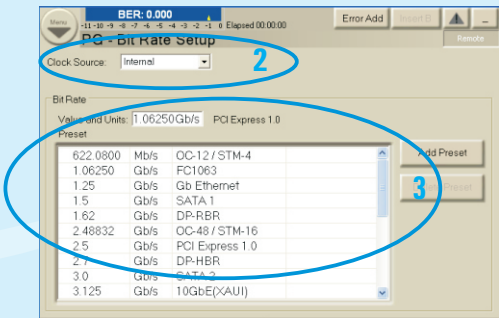 Menu
BER: 0.000
-11 -10 -9 -8 -7 -6 -5 -4 -3 -2 -1 0 Elapsed 00:00:00
Error Add
Insert B
PG - Bit Rate Setup
Remote
Clock Source: Internal
2
Bit Rate
Value and Units: 1.06250Gb/s PCI Express 1.0
Preset
622.0800 Mb/s OC-12 / STM-4
1.06250 Gb/s FC1063
1.25 Gb/s Gb Ethernet
1.5 Gb/s SATA 1
1.62 Gb/s DP-RBR
2.48832 Gb/s OC-48 / STM-16
2.5 Gb/s PCI Express 1.0
2.7 Gb/s DP-HBR
3.0 Gb/s SATA 2
3.125 Gb/s 10GbE(XAUI)
Add Preset
3
Preset